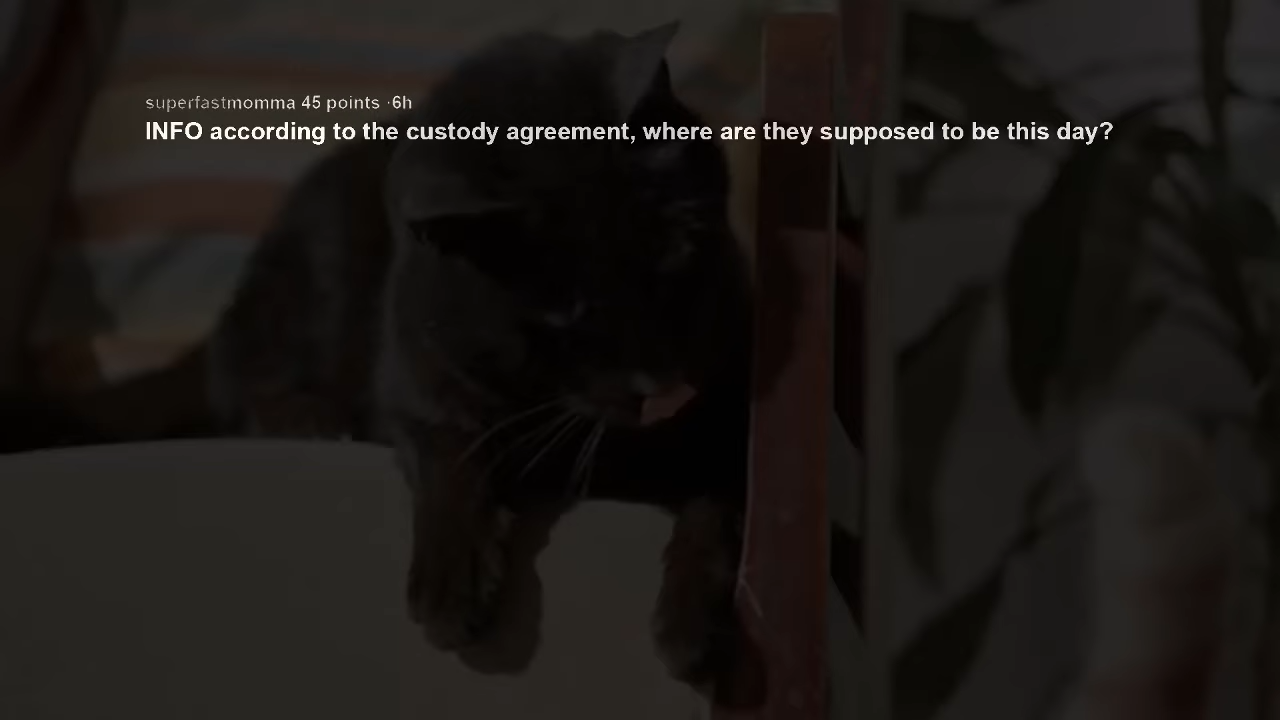 superfastmomma 45 points ·6h
INFO according to the custody agreement, where are they supposed to be this day?